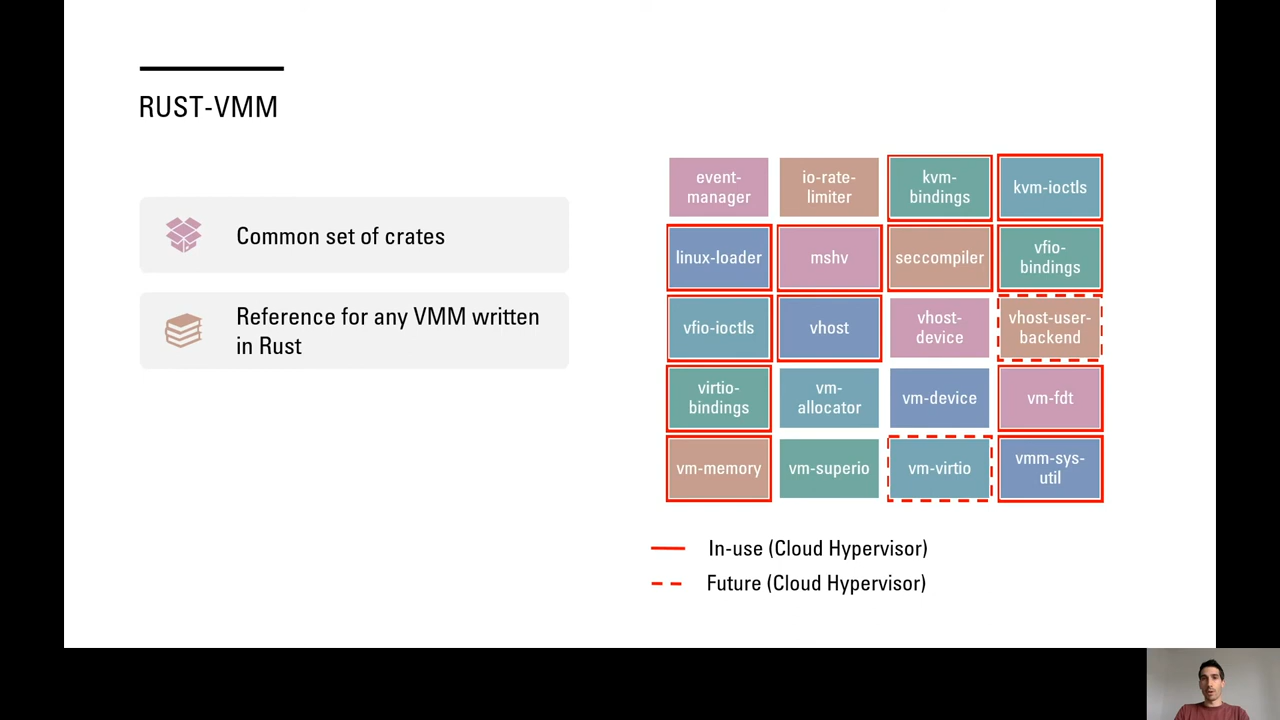 RUST-VMM
Common set of crates
Reference for any VMM written
in Rust
event-
manager
io-rate-
limiter
kvm-
bindings
kvm-ioctls
linux-loader
mshv
seccompiler
vfio-
bindings
vfio-ioctls
vhost
vhost-
device
vhost-user-
backend
virtio-
bindings
vm-
allocator
vm-device
vm-fdt
vm-memory
vm-superio
vm-virtio
vmm-sys-
util
In-use (Cloud Hypervisor)
Future (Cloud Hypervisor)